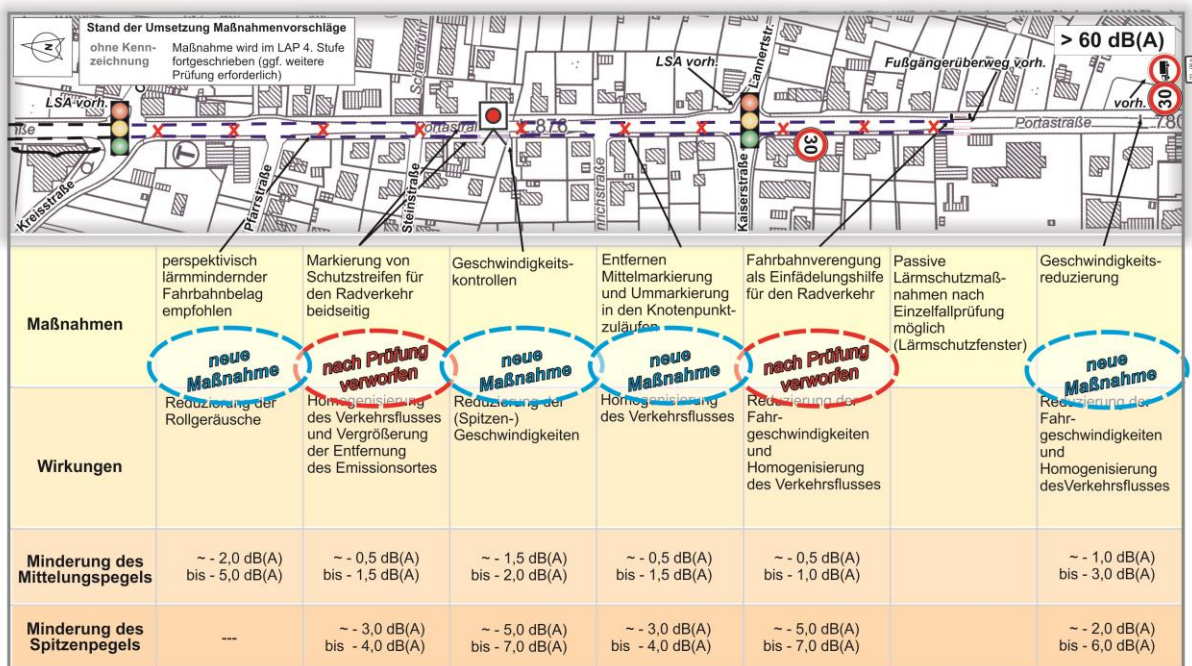 Stand der Umsetzung Maßnahmenvorschläge
ohne Kenn-
zeichnung
Maßnahme wird im LAP 4. Stufe
fortgeschrieben (ggf. weitere
Prüfung erforderlich)
N
LSA vorh.
LSA vorh.
Lannertstr.
> 60 dB(A)
Fußgängerüberweg vorh.
vorh.
30
30
Portastraße
876
Portastraße
780
T
Kreisstraße
Pfarrstraße
Steinstraße
Kaiserstraße
Maßnahmen
perspektivisch
lärmmindernder
Fahrbahnbelag
empfohlen
neue
Maßnahme
Markierung von
Schutzstreifen für
den Radverkehr
beidseitig
nach Prüfung
verworfen
Geschwindigkeits-
kontrollen
neue
Maßnahme
Entfernen
Mittelmarkierung
und Ummarkierung
in den Knotenpunkt-
zuläufen
neue
Maßnahme
Fahrbahnverengung
als Einfädelungshilfe
für den Radverkehr
nach Prüfung
verworfen
Passive
Lärmschutzmaß-
nahmen nach
Einzelfallprüfung
möglich
(Lärmschutzfenster)
Geschwindigkeits-
reduzierung
neue
Maßnahme
Wirkungen
Reduzierung der
Rollgeräusche
Homogenisierung
des Verkehrsflusses
und Vergrößerung
der Entfernung
des Emissionsortes
Reduzierung der
(Spitzen-)
Geschwindigkeiten
Homogenisierung
des Verkehrsflusses
Reduzierung der
Fahr-
geschwindigkeiten
und
Homogenisierung
des Verkehrsflusses
Reduzierung der
Fahr-
geschwindigkeiten
und
Homogenisierung
desVerkehrsflusses
Minderung des
Mittelungspegels
~ - 2,0 dB(A)
bis - 5,0 dB(A)
~ - 0,5 dB(A)
bis - 1,5 dB(A)
~ - 1,5 dB(A)
bis - 2,0 dB(A)
~ - 0,5 dB(A)
bis - 1,5 dB(A)
~ - 0,5 dB(A)
bis - 1,0 dB(A)
~ - 1,0 dB(A)
bis - 3,0 dB(A)
Minderung des
Spitzenpegels
---
~ - 3,0 dB(A)
bis - 4,0 dB(A)
~ - 5,0 dB(A)
bis - 7,0 dB(A)
~ - 3,0 dB(A)
bis - 4,0 dB(A)
~ - 5,0 dB(A)
bis - 7,0 dB(A)
~ - 2,0 dB(A)
bis - 6,0 dB(A)